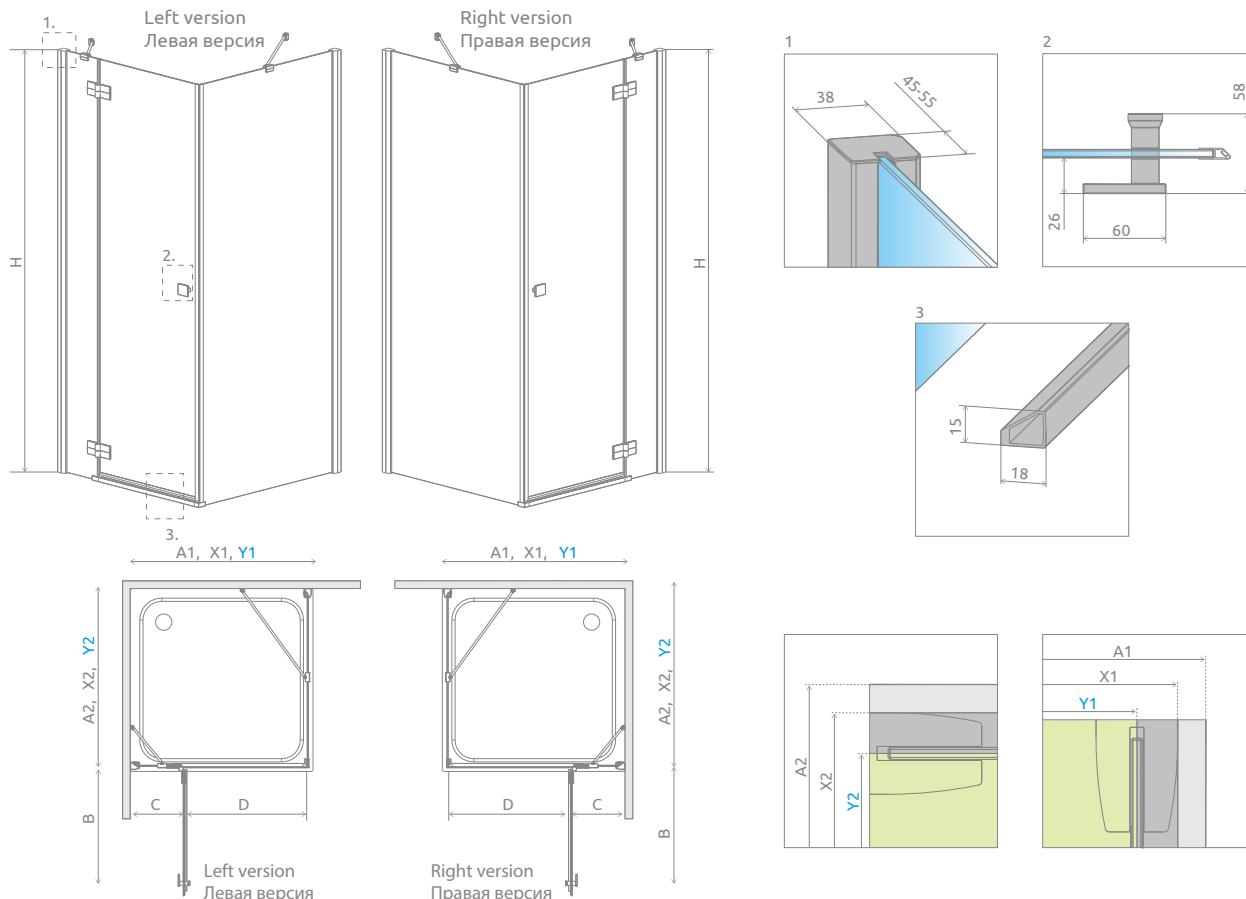 Left version
Левая версия
Right version
Правая версия
1.
H
2.
3.
H
1
38
45-55
2
58
26
60
3
15
18
A1, X1, Y1
A2, X2, Y2
B
C
D
Left version
Левая версия
A1, X1, Y1
A2, X2, Y2
B
D
C
Right version
Правая версия
A2
X2
Y2
A1
X1
Y1